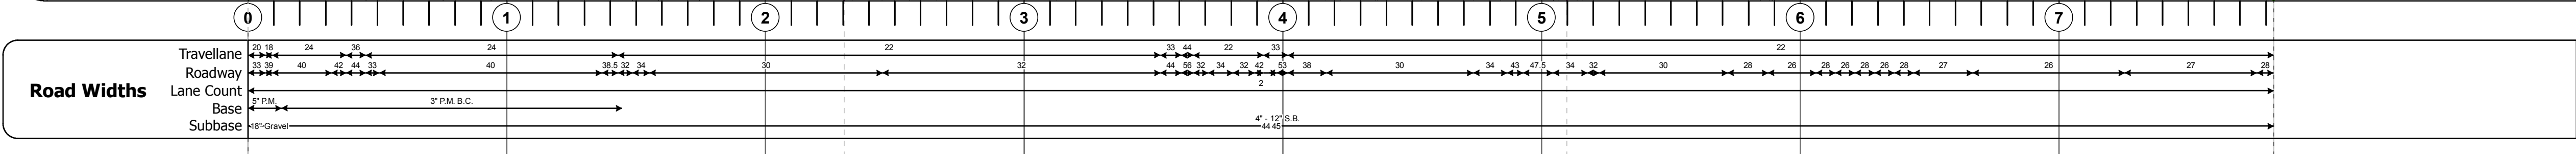 0 1 2 3 4 5 6 7
Road Widths
Travellane 20 18 24 36 24 22 33 44 22 33 22
Roadway 33 39 40 42 44 33 40 38.5 32 34 30 32 44 56 32 34 32 42 53 38 30 34 43 47.5 34 32 30 28 26 28 26 28 26 28 27 26 27 28
Lane Count 2
Base 5" P.M. 3" P.M. B.C.
Subbase 18"-Gravel 4" - 12" S.B.
44 45